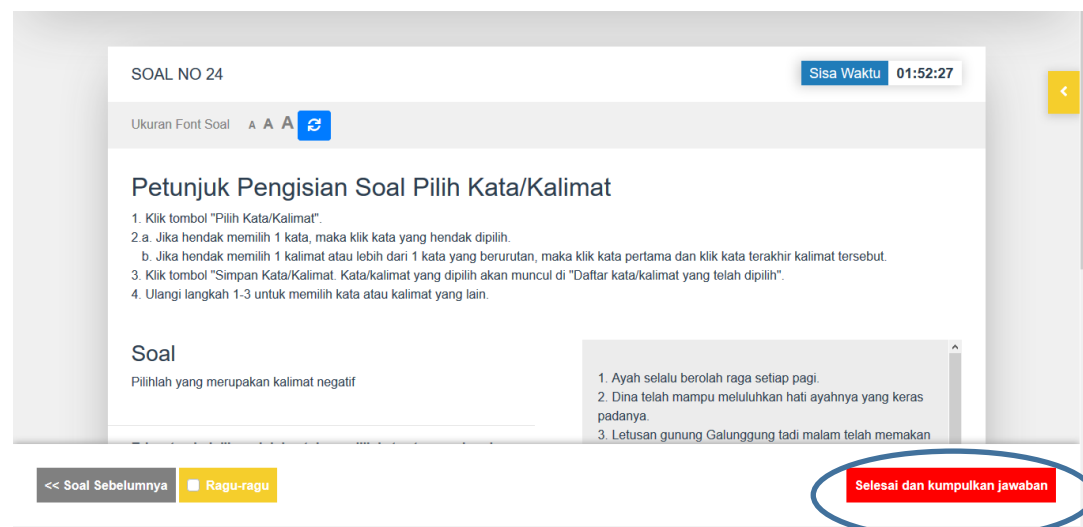 SOAL NO 24
Sisa Waktu 01:52:27
Ukuran Font Soal A A A
Petunjuk Pengisian Soal Pilih Kata/Kalimat
1. Klik tombol "Pilih Kata/Kalimat".
2.a. Jika hendak memilih 1 kata, maka klik kata yang hendak dipilih.
b. Jika hendak memilih 1 kalimat atau lebih dari 1 kata yang berurutan, maka klik kata pertama dan klik kata terakhir kalimat tersebut.
3. Klik tombol "Simpan Kata/Kalimat. Kata/kalimat yang dipilih akan muncul di "Daftar kata/kalimat yang telah dipilih".
4. Ulangi langkah 1-3 untuk memilih kata atau kalimat yang lain.
Soal
Pilihlah yang merupakan kalimat negatif
1. Ayah selalu berolah raga setiap pagi.
2. Dina telah mampu meluluhkan hati ayahnya yang keras
padanya.
3. Letusan gunung Galunggung tadi malam telah memakan
<< Soal Sebelumnya
Ragu-ragu
Selesai dan kumpulkan jawaban